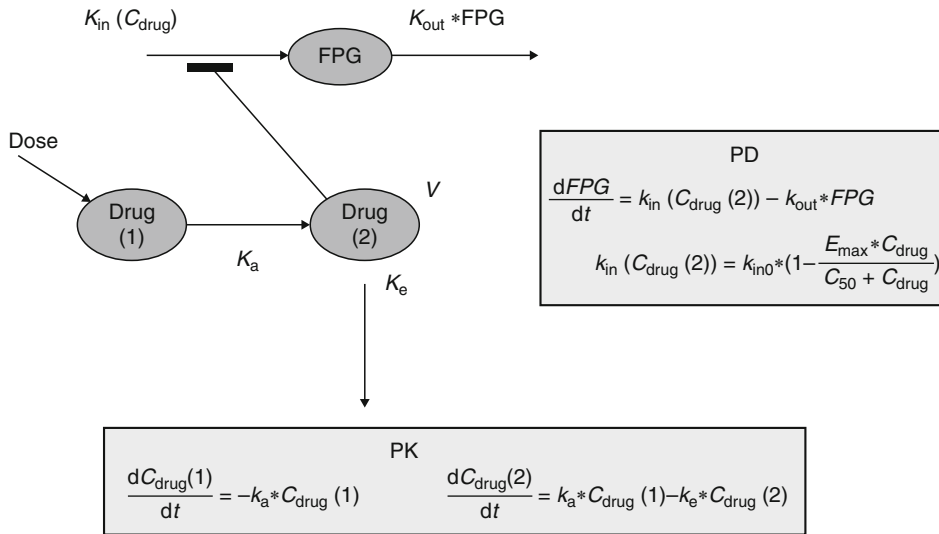 K_in (C_drug)
K_out *FPG
FPG
Dose
Drug
(1)
K_a
Drug
(2)
V
K_e
PD
dFPG/dt = k_in (C_drug (2)) – k_out*FPG
k_in (C_drug (2)) = k_in0*(1– E_max*C_drug / C_50 + C_drug)
PK
dC_drug(1)/dt = –k_a*C_drug (1)
dC_drug(2)/dt = k_a*C_drug (1)–k_e*C_drug (2)